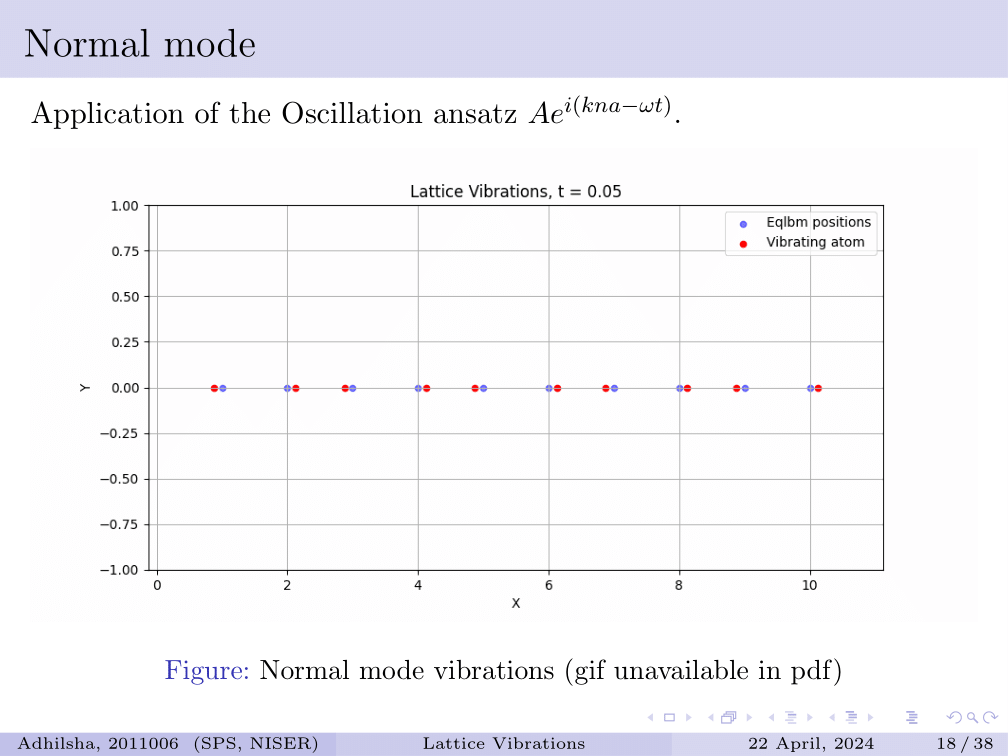 Normal mode
Application of the Oscillation ansatz $Ae^{i(kna-\omega t)}$.
Lattice Vibrations, t = 0.05
Eqlbm positions
Vibrating atom
1.00
0.75
0.50
0.25
0.00
−0.25
−0.50
−0.75
−1.00
Y
0 2 4 6 8 10
X
Figure: Normal mode vibrations (gif unavailable in pdf)
Adhilsha, 2011006 (SPS, NISER) Lattice Vibrations 22 April, 2024 18 / 38